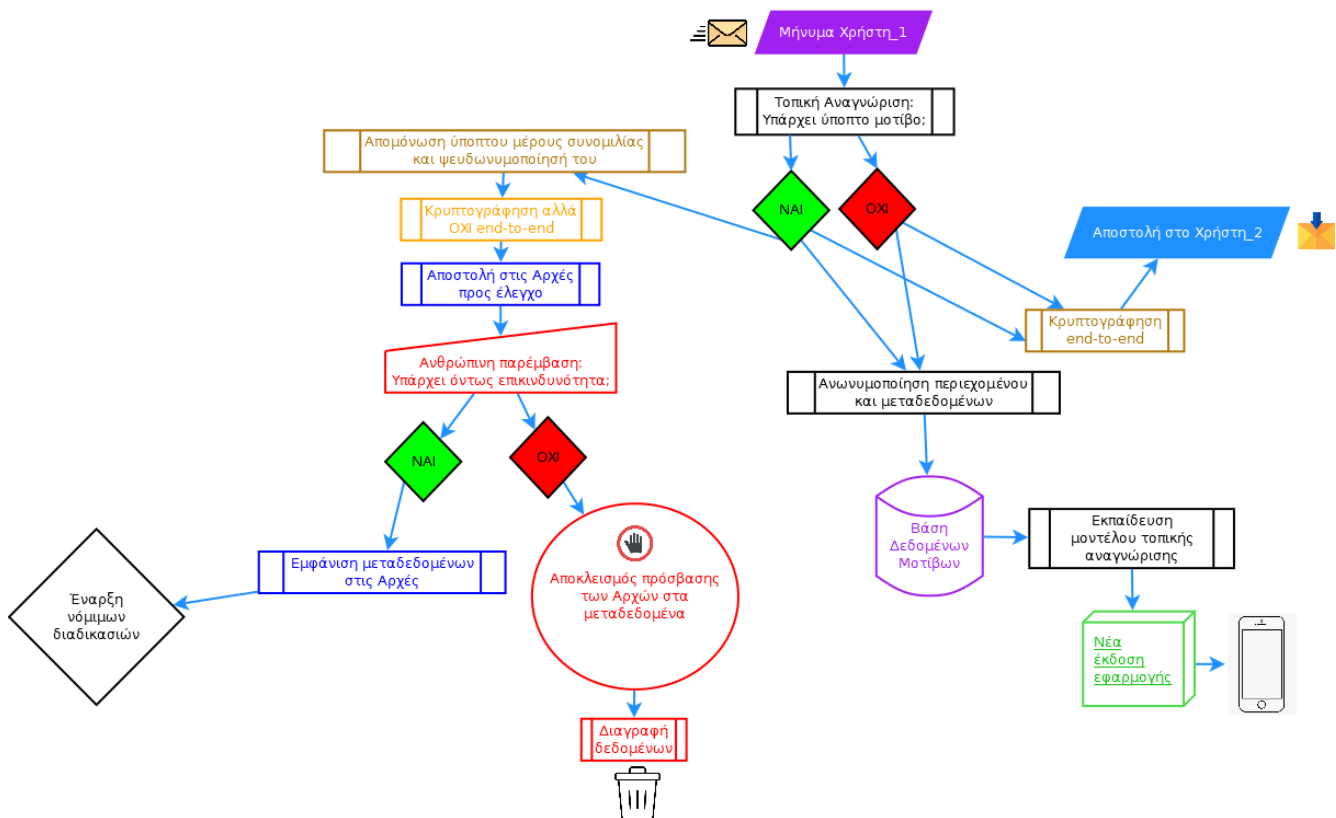 Μήνυμα Χρήστη_1
Τοπική Αναγνώριση:
Υπάρχει ύποπτο μοτίβο;
Απομόνωση ύποπτου μέρους συνομιλίας
και ψευδωνυμοποίησή του
ΝΑΙ
ΟΧΙ
Κρυπτογράφηση αλλά
ΟΧΙ end-to-end
Αποστολή στο Χρήστη_2
Αποστολή στις Αρχές
προς έλεγχο
Κρυπτογράφηση
end-to-end
Ανθρώπινη παρέμβαση:
Υπάρχει όντως επικινδυνότητα;
Ανωνυμοποίηση περιεχομένου
και μεταδεδομένων
ΝΑΙ
ΟΧΙ
Βάση
Δεδομένων
Μοτίβων
Εκπαίδευση
μοντέλου τοπικής
αναγνώρισης
Εμφάνιση μεταδεδομένων
στις Αρχές
Αποκλεισμός πρόσβασης
των Αρχών στα
μεταδεδομένα
Έναρξη
νόμιμων
διαδικασιών
Νέα
έκδοση
εφαρμογής
Διαγραφή
δεδομένων